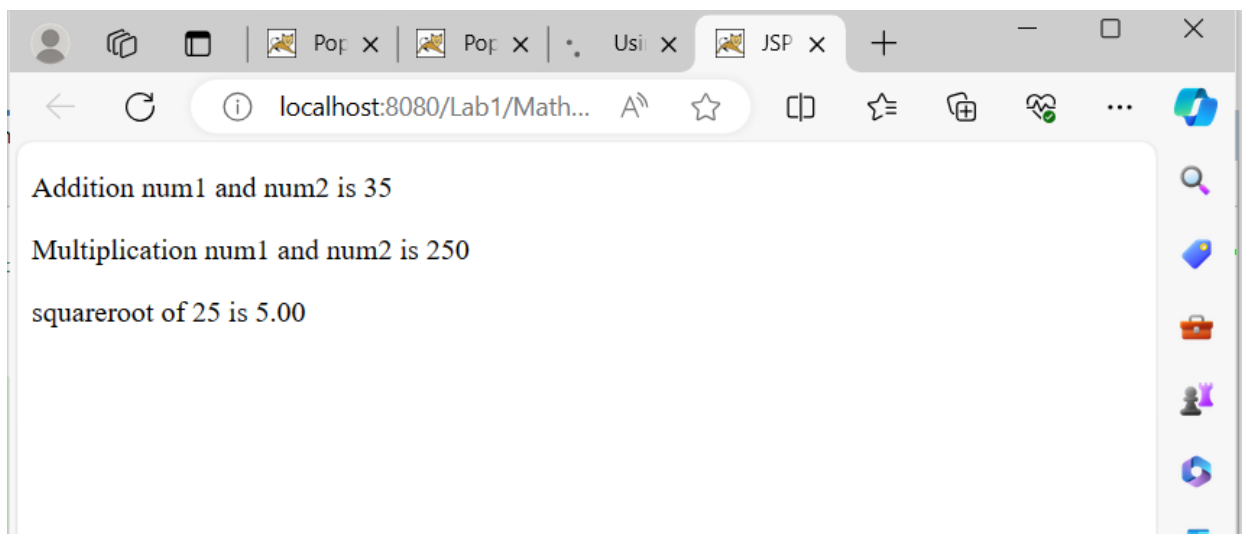 Pop
Pop
Usi
JSP
localhost:8080/Lab1/Math...
Addition num1 and num2 is 35
Multiplication num1 and num2 is 250
squareroot of 25 is 5.00